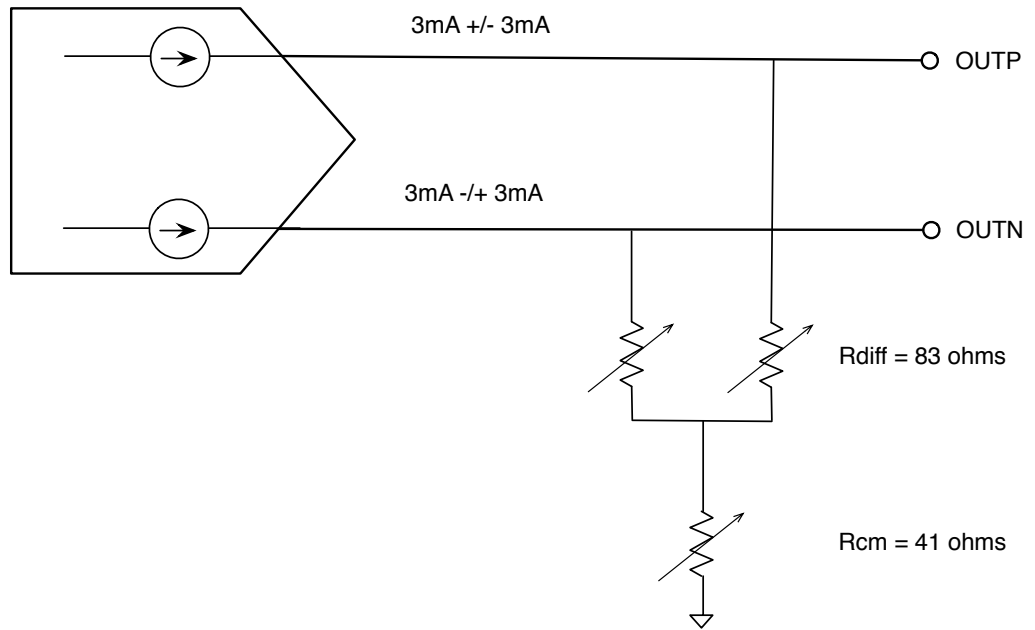 3mA +/- 3mA
OUTP
3mA -/+ 3mA
OUTN
Rdiff = 83 ohms
Rcm = 41 ohms